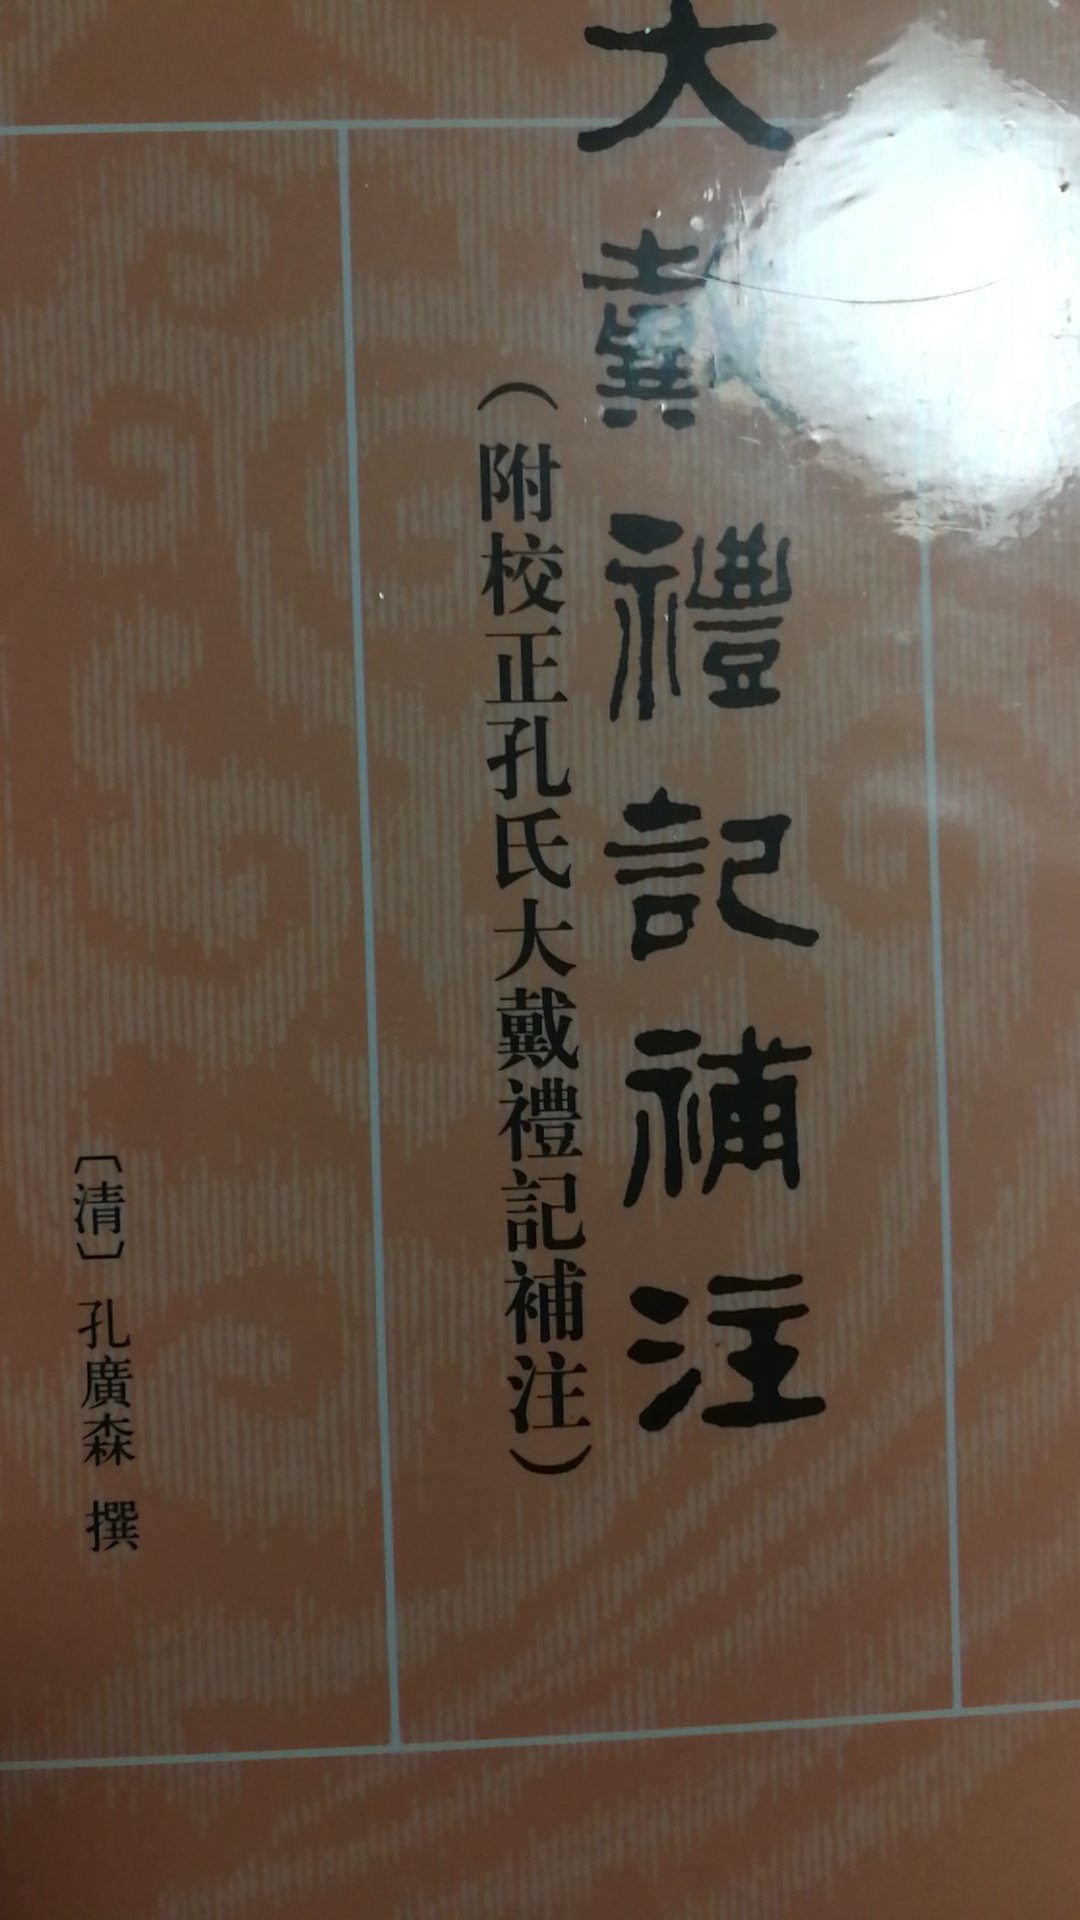 大戴禮記補注
（附校正孔氏大戴禮記補注）
〔清〕孔廣森 撰